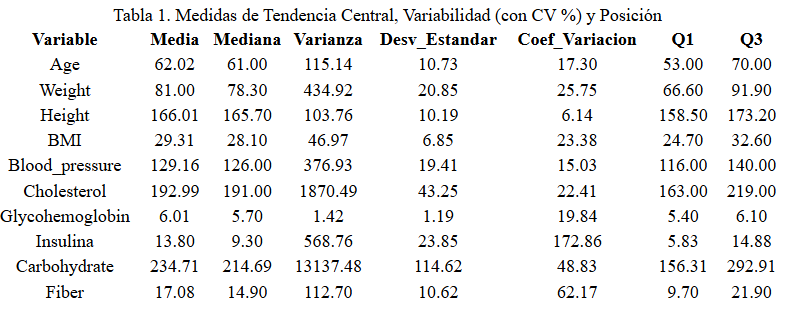 Tabla 1. Medidas de Tendencia Central, Variabilidad (con CV %) y Posición
Variable Media Mediana Varianza Desv_Estandar Coef_Variacion Q1 Q3
Age 62.02 61.00 115.14 10.73 17.30 53.00 70.00
Weight 81.00 78.30 434.92 20.85 25.75 66.60 91.90
Height 166.01 165.70 103.76 10.19 6.14 158.50 173.20
BMI 29.31 28.10 46.97 6.85 23.38 24.70 32.60
Blood_pressure 129.16 126.00 376.93 19.41 15.03 116.00 140.00
Cholesterol 192.99 191.00 1870.49 43.25 22.41 163.00 219.00
Glycohemoglobin 6.01 5.70 1.42 1.19 19.84 5.40 6.10
Insulina 13.80 9.30 568.76 23.85 172.86 5.83 14.88
Carbohydrate 234.71 214.69 13137.48 114.62 48.83 156.31 292.91
Fiber 17.08 14.90 112.70 10.62 62.17 9.70 21.90